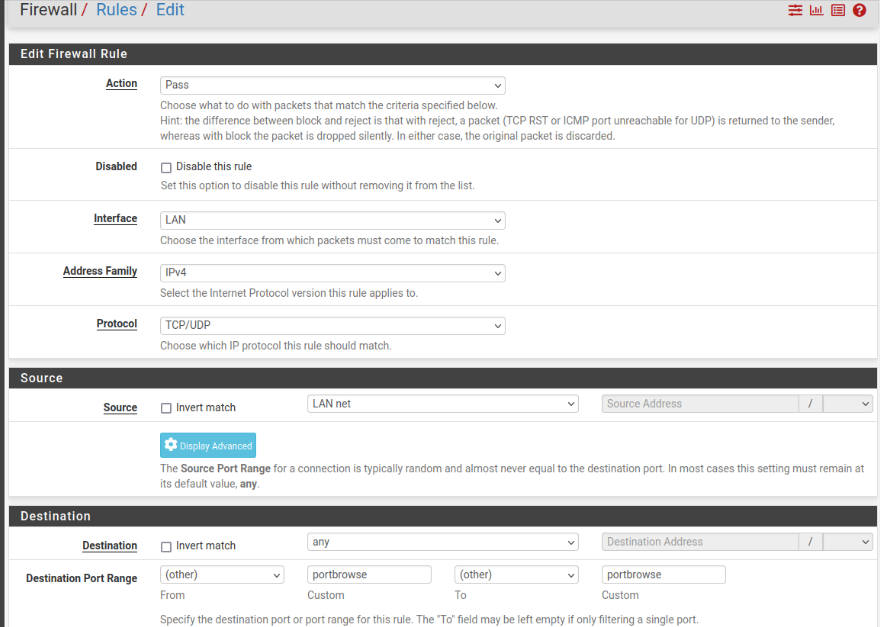 Firewall / Rules / Edit
Edit Firewall Rule
Action
Pass
Choose what to do with packets that match the criteria specified below.
Hint: the difference between block and reject is that with reject, a packet (TCP RST or ICMP port unreachable for UDP) is returned to the sender,
whereas with block the packet is dropped silently. In either case, the original packet is discarded.
Disabled
Disable this rule
Set this option to disable this rule without removing it from the list.
Interface
LAN
Choose the interface from which packets must come to match this rule.
Address Family
IPv4
Select the Internet Protocol version this rule applies to.
Protocol
TCP/UDP
Choose which IP protocol this rule should match.
Source
Source Invert match LAN net Source Address /
Display Advanced
The Source Port Range for a connection is typically random and almost never equal to the destination port. In most cases this setting must remain at
its default value, any.
Destination
Destination Invert match any Destination Address /
Destination Port Range (other) portbrowse (other) portbrowse
From Custom To Custom
Specify the destination port or port range for this rule. The "To" field may be left empty if only filtering a single port.